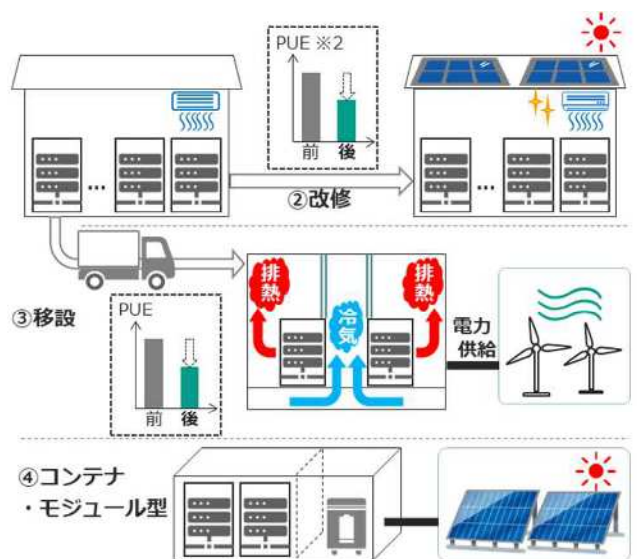 PUE ※2
前
後
②改修
...
...
③移設
PUE
前
後
排熱
冷気
排熱
電力
供給
④コンテナ
・モジュール型